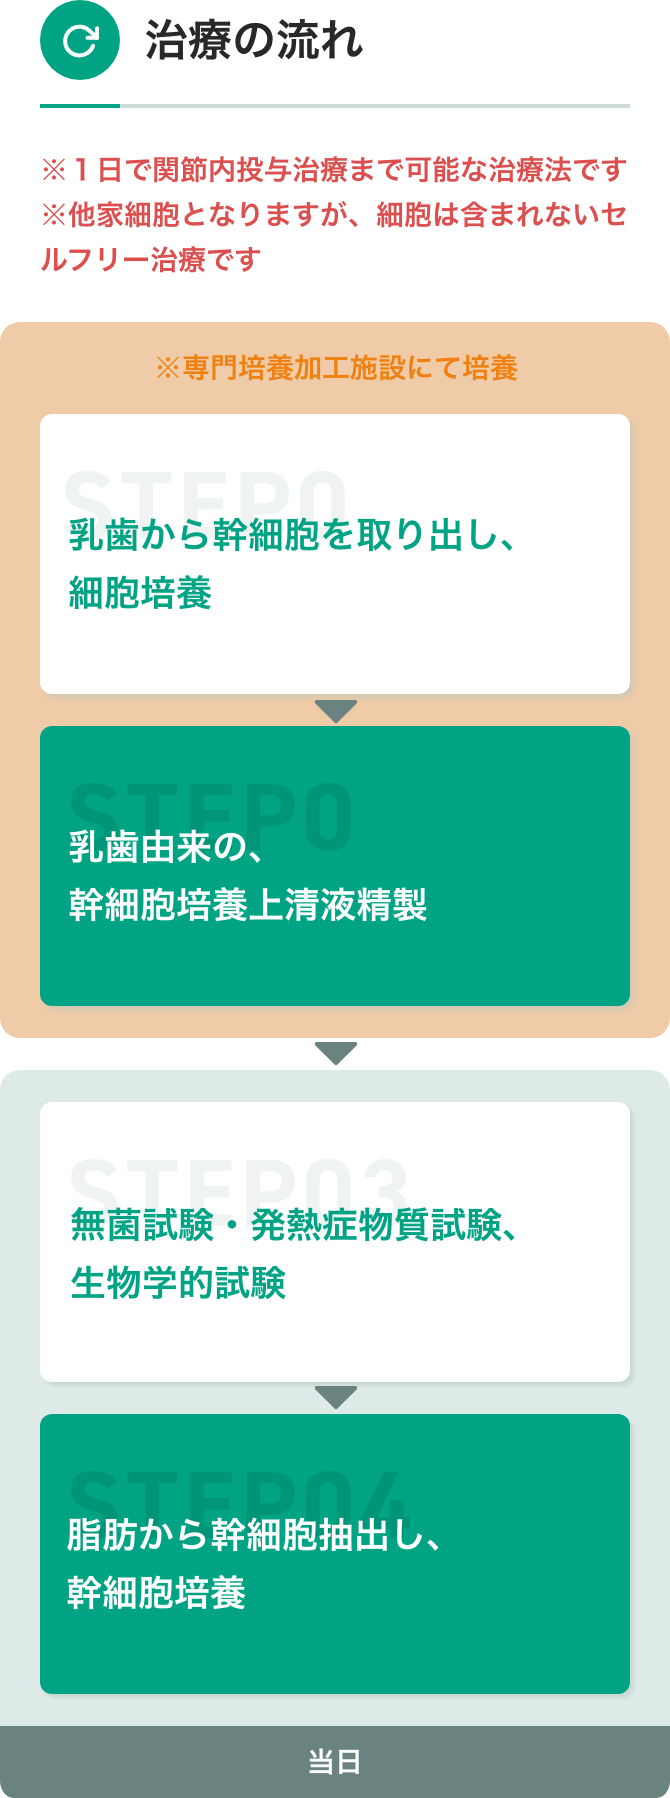 治療の流れ
※１日で関節内投与治療まで可能な治療法です
※他家細胞となりますが、細胞は含まれないセ
ルフリー治療です
※専門培養加工施設にて培養
STEP0
乳歯から幹細胞を取り出し、
細胞培養
STEP0
乳歯由来の、
幹細胞培養上清液精製
STEP03
無菌試験・発熱症物質試験、
生物学的試験
STEP04
脂肪から幹細胞抽出し、
幹細胞培養
当日